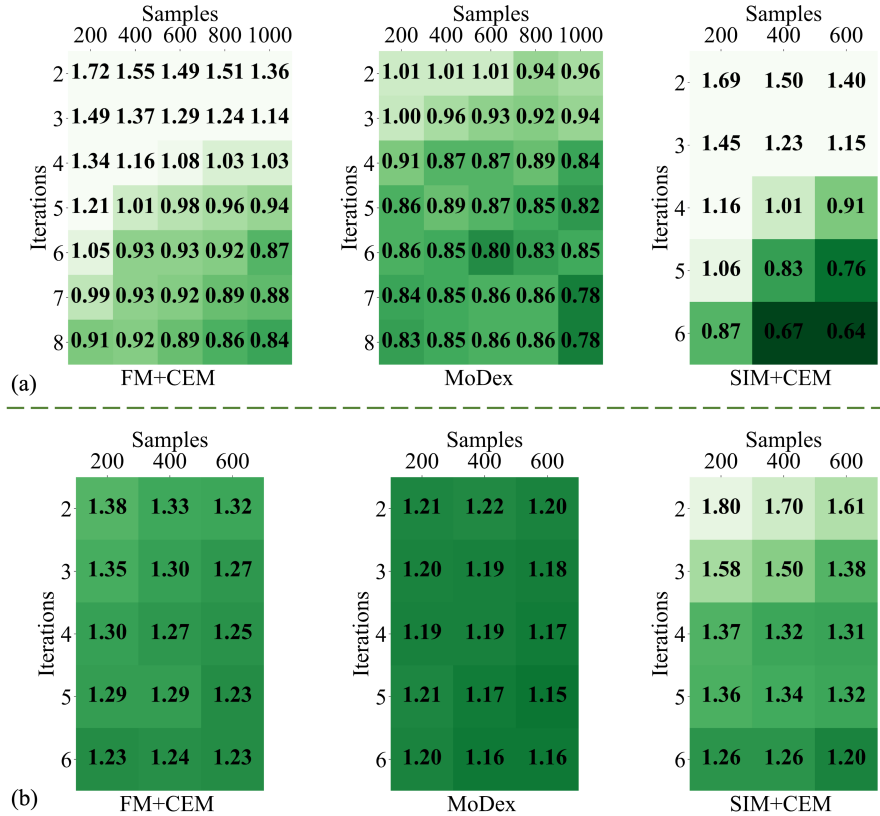 Samples
200 400 600 800 1000
Iterations
2 1.72 1.55 1.49 1.51 1.36
3 1.49 1.37 1.29 1.24 1.14
4 1.34 1.16 1.08 1.03 1.03
5 1.21 1.01 0.98 0.96 0.94
6 1.05 0.93 0.93 0.92 0.87
7 0.99 0.93 0.92 0.89 0.88
8 0.91 0.92 0.89 0.86 0.84
FM+CEM
Samples
200 400 600 800 1000
Iterations
2 1.01 1.01 1.01 0.94 0.96
3 1.00 0.96 0.93 0.92 0.94
4 0.91 0.87 0.87 0.89 0.84
5 0.86 0.89 0.87 0.85 0.82
6 0.86 0.85 0.80 0.83 0.85
7 0.84 0.85 0.86 0.86 0.78
8 0.83 0.85 0.86 0.86 0.78
MoDex
Samples
200 400 600
Iterations
2 1.69 1.50 1.40
3 1.45 1.23 1.15
4 1.16 1.01 0.91
5 1.06 0.83 0.76
6 0.87 0.67 0.64
SIM+CEM
(a)
Samples
200 400 600
Iterations
2 1.38 1.33 1.32
3 1.35 1.30 1.27
4 1.30 1.27 1.25
5 1.29 1.29 1.23
6 1.23 1.24 1.23
FM+CEM
Samples
200 400 600
Iterations
2 1.21 1.22 1.20
3 1.20 1.19 1.18
4 1.19 1.19 1.17
5 1.21 1.17 1.15
6 1.20 1.16 1.16
MoDex
Samples
200 400 600
Iterations
2 1.80 1.70 1.61
3 1.58 1.50 1.38
4 1.37 1.32 1.31
5 1.36 1.34 1.32
6 1.26 1.26 1.20
SIM+CEM
(b)